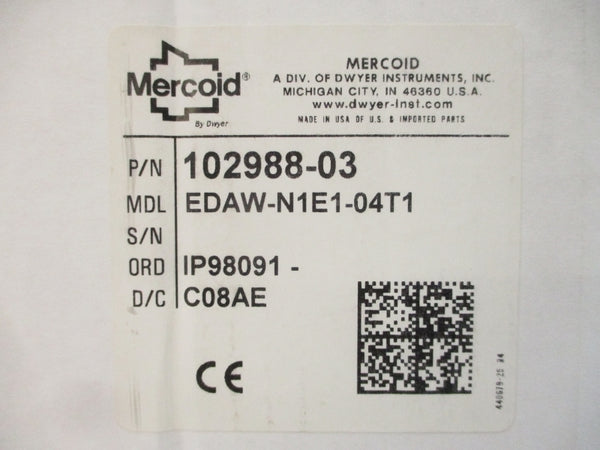 Mercoid®
By Dwyer
MERCOID
A DIV. OF DWYER INSTRUMENTS, INC.
MICHIGAN CITY, IN 46360 U.S.A.
www.dwyer-inst.com
MADE IN USA OF U.S. & IMPORTED PARTS
P/N 102988-03
MDL EDAW-N1E1-04T1
S/N
ORD IP98091 -
D/C C08AE
CE